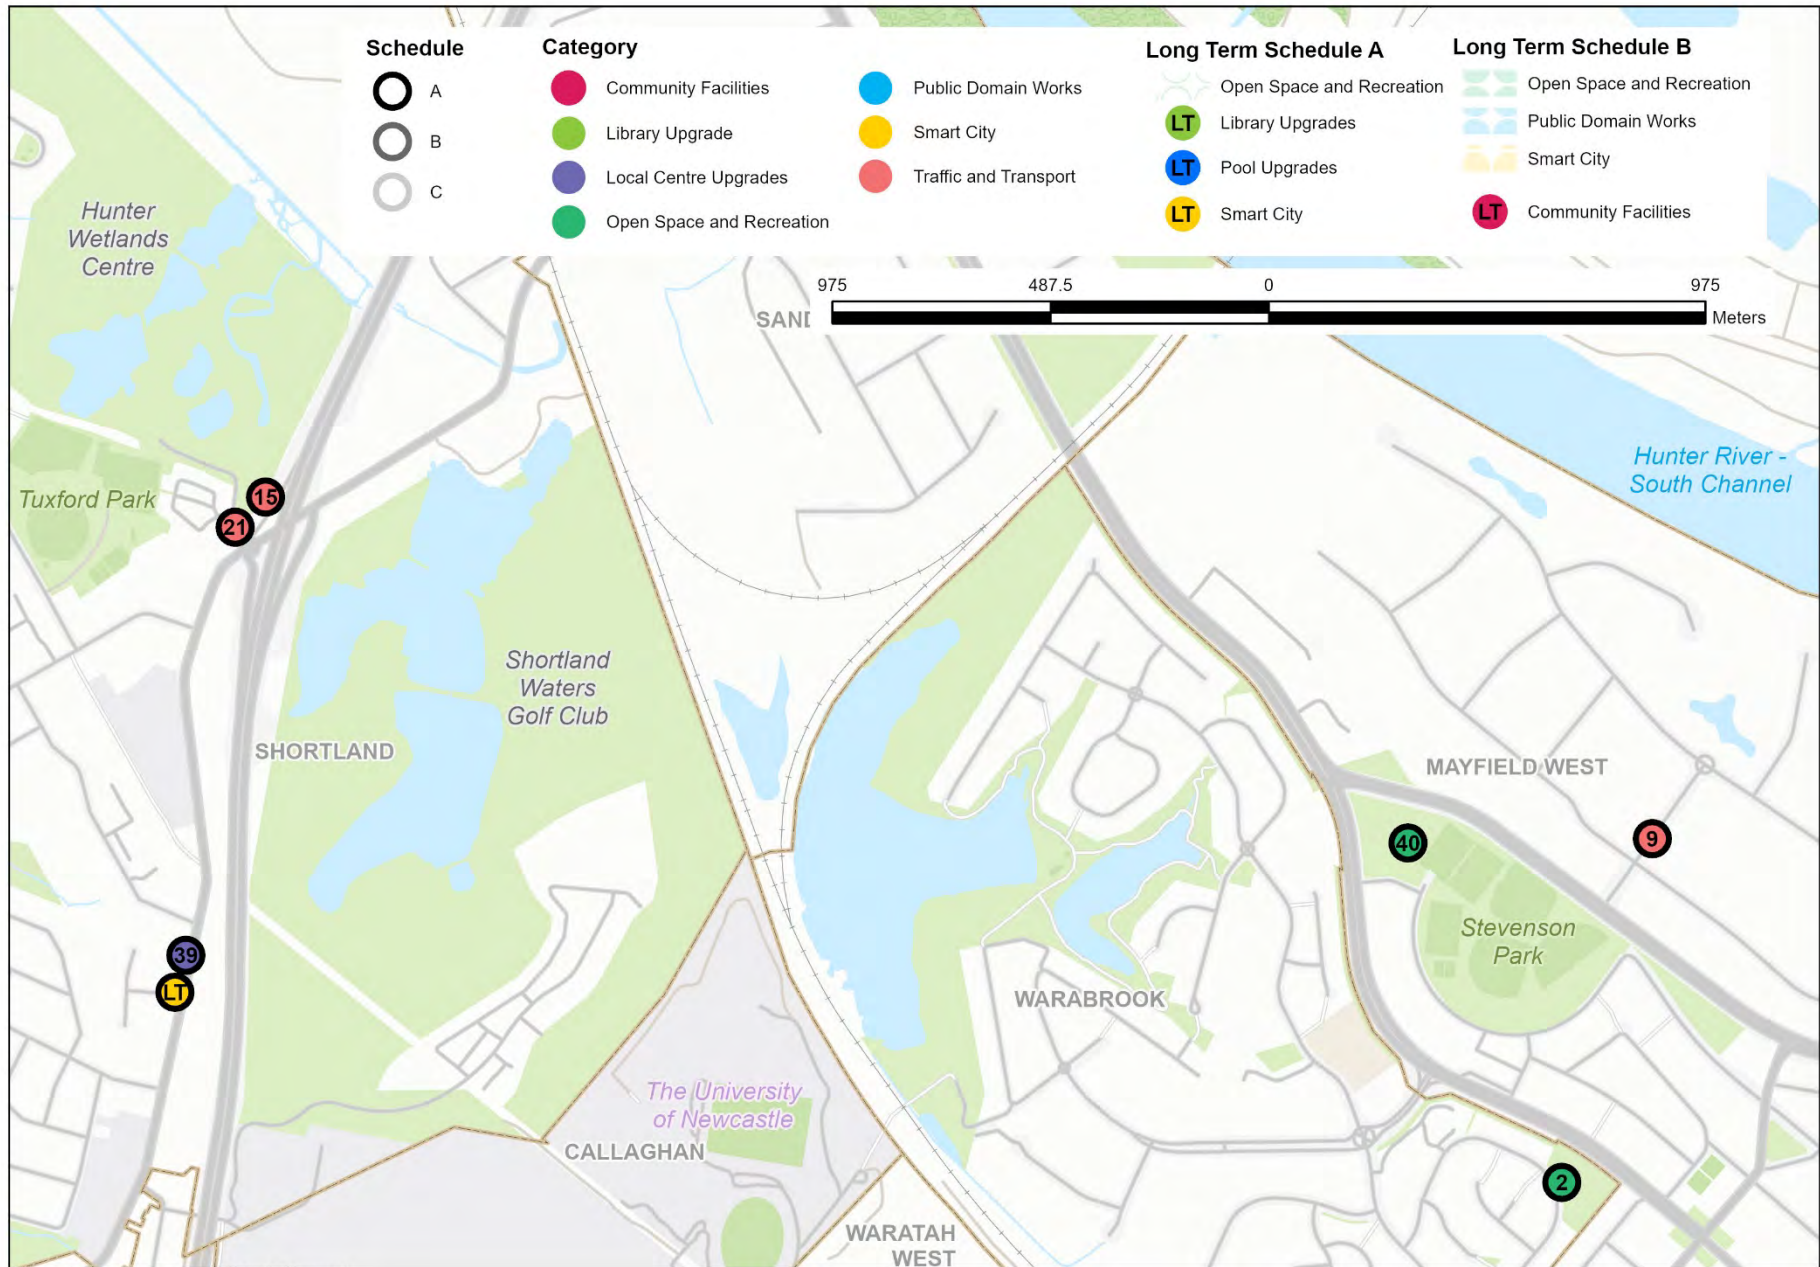 Schedule
A
B
C
Category
Community Facilities
Library Upgrade
Local Centre Upgrades
Open Space and Recreation
Public Domain Works
Smart City
Traffic and Transport
Long Term Schedule A
Open Space and Recreation
LT Library Upgrades
LT Pool Upgrades
LT Smart City
Long Term Schedule B
Open Space and Recreation
Public Domain Works
Smart City
LT Community Facilities
975 487.5 0 975
Meters
Hunter
Wetlands
Centre
SAND
Hunter River -
South Channel
Tuxford Park
15
21
Shortland
Waters
Golf Club
SHORTLAND
MAYFIELD WEST
40
9
Stevenson
Park
39
LT
WARABROOK
The University
of Newcastle
CALLAGHAN
2
WARATAH
WEST